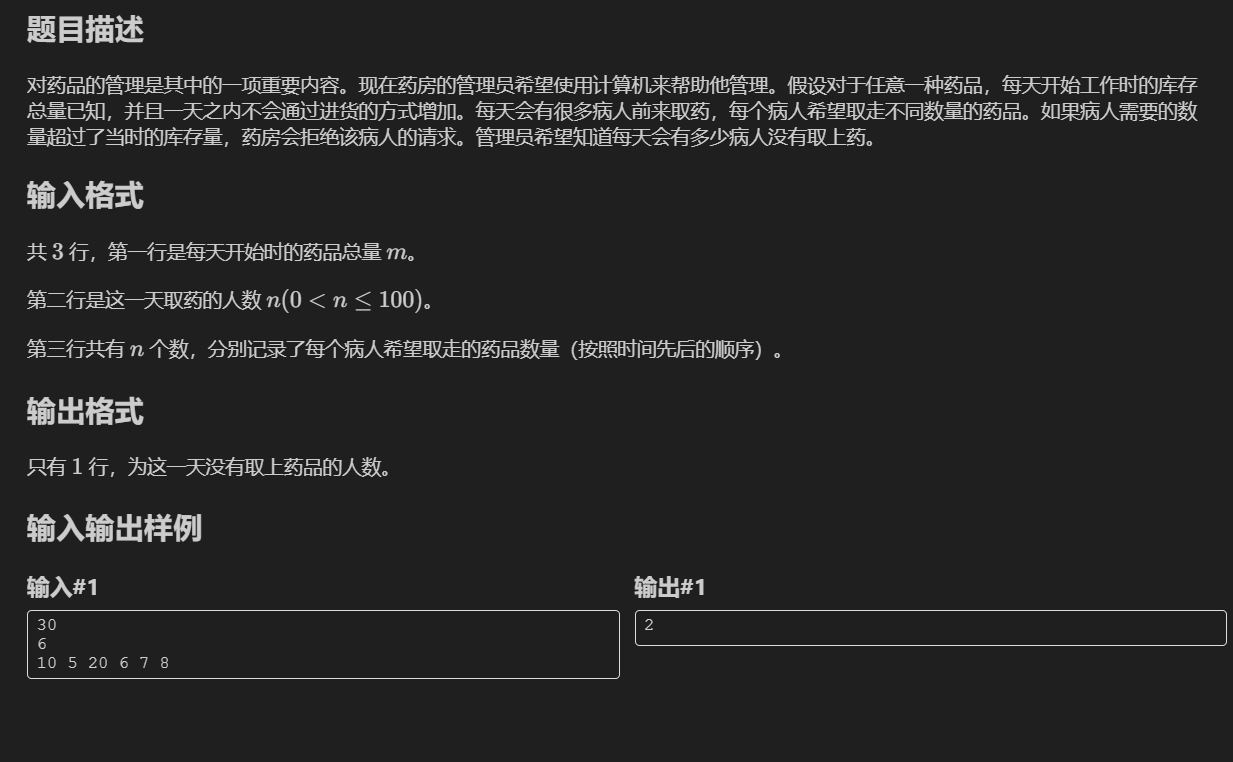 题目描述
对药品的管理是其中的一项重要内容。现在药房的管理员希望使用计算机来帮助他管理。假设对于任意一种药品，每天开始工作时的库存
总量已知，并且一天之内不会通过进货的方式增加。每天会有很多病人前来取药，每个病人希望取走不同数量的药品。如果病人需要的数
量超过了当时的库存量，药房会拒绝该病人的请求。管理员希望知道每天会有多少病人没有取上药。
输入格式
共 3 行，第一行是每天开始时的药品总量 m。
第二行是这一天取药的人数 n(0 < n ≤ 100)。
第三行共有 n 个数，分别记录了每个病人希望取走的药品数量（按照时间先后的顺序）。
输出格式
只有 1 行，为这一天没有取上药品的人数。
输入输出样例
输入#1
30
6
10 5 20 6 7 8
输出#1
2